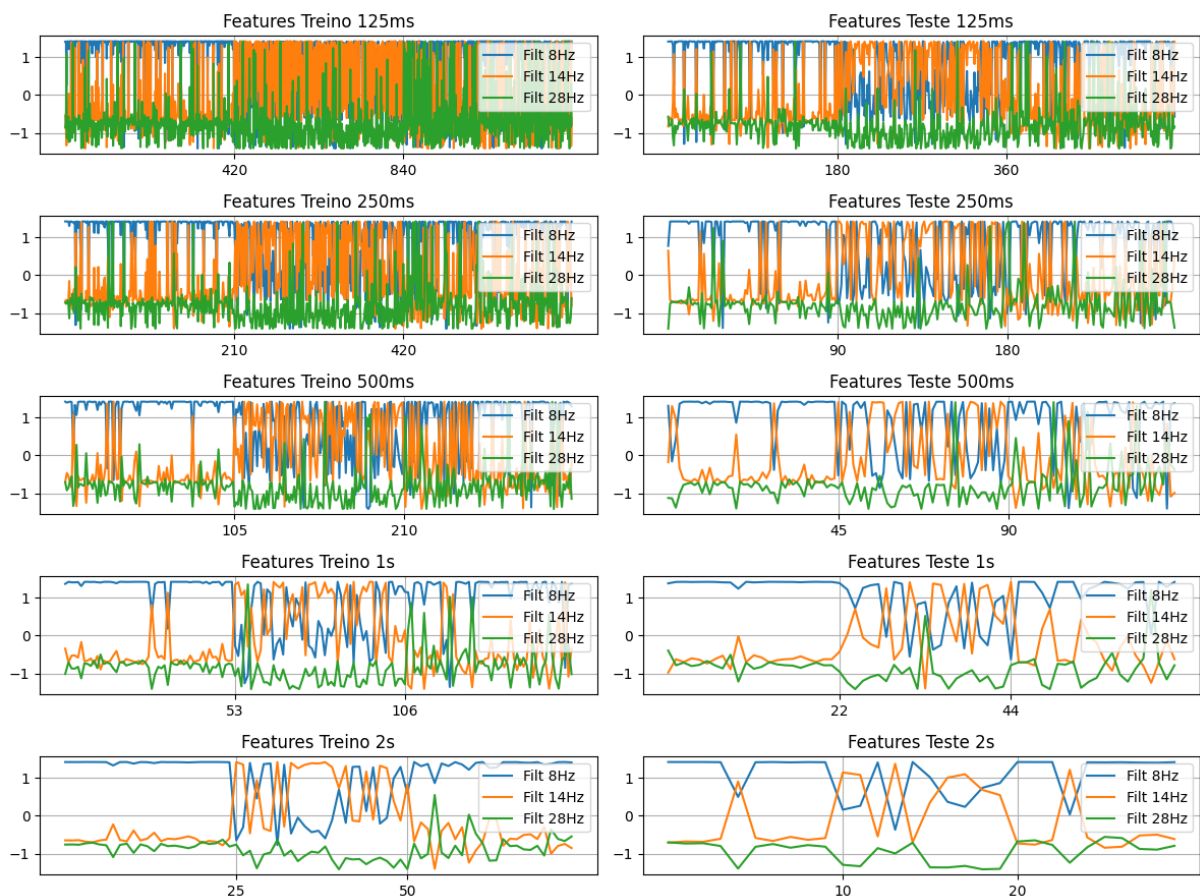 Features Treino 125ms
1
0
−1
Filt 8Hz
Filt 14Hz
Filt 28Hz
420
840
Features Teste 125ms
1
0
−1
Filt 8Hz
Filt 14Hz
Filt 28Hz
180
360
Features Treino 250ms
1
0
−1
Filt 8Hz
Filt 14Hz
Filt 28Hz
210
420
Features Teste 250ms
1
0
−1
Filt 8Hz
Filt 14Hz
Filt 28Hz
90
180
Features Treino 500ms
1
0
−1
Filt 8Hz
Filt 14Hz
Filt 28Hz
105
210
Features Teste 500ms
1
0
−1
Filt 8Hz
Filt 14Hz
Filt 28Hz
45
90
Features Treino 1s
1
0
−1
Filt 8Hz
Filt 14Hz
Filt 28Hz
53
106
Features Teste 1s
1
0
−1
Filt 8Hz
Filt 14Hz
Filt 28Hz
22
44
Features Treino 2s
1
0
−1
Filt 8Hz
Filt 14Hz
Filt 28Hz
25
50
Features Teste 2s
1
0
−1
Filt 8Hz
Filt 14Hz
Filt 28Hz
10
20